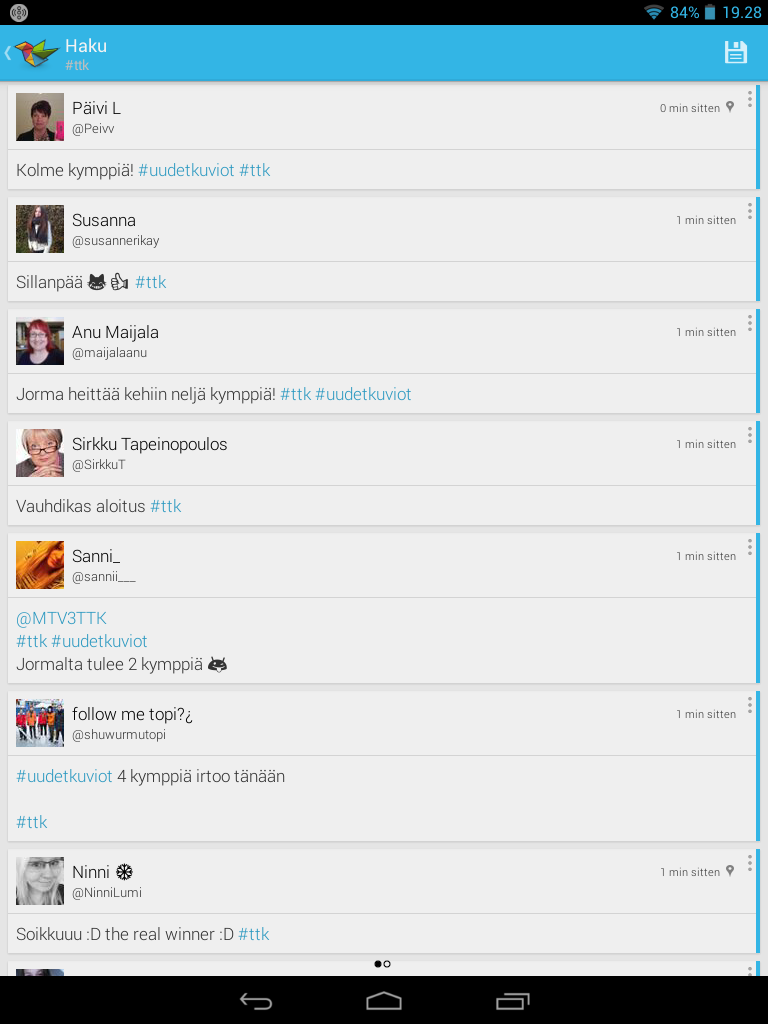 84% 19.28
Haku
#ttk
Päivi L
0 min sitten
@Peivv
Kolme kymppiä! #uudetkuviot #ttk
Susanna
1 min sitten
@susannerikay
Sillanpää #ttk
Anu Maijala
1 min sitten
@maijalaanu
Jorma heittää kehiin neljä kymppiä! #ttk #uudetkuviot
Sirkku Tapeinopoulos
1 min sitten
@SirkkuT
Vauhdikas aloitus #ttk
Sanni_
1 min sitten
@sannii___
@MTV3TTK
#ttk #uudetkuviot
Jormalta tulee 2 kymppiä
follow me topi?¿
1 min sitten
@shuwurmutopi
#uudetkuviot 4 kymppiä irtoo tänään
#ttk
Ninni ❄
1 min sitten
@NinniLumi
Soikkuuu :D the real winner :D #ttk